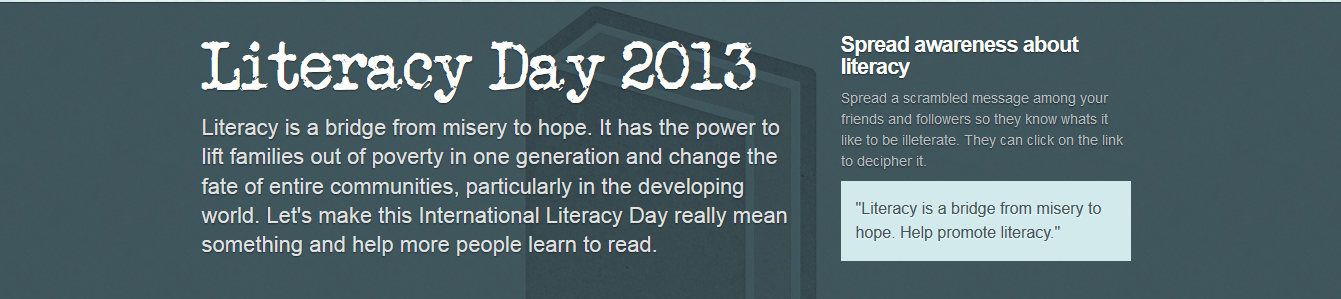 Literacy Day 2013
Literacy is a bridge from misery to hope. It has the power to
lift families out of poverty in one generation and change the
fate of entire communities, particularly in the developing
world. Let's make this International Literacy Day really mean
something and help more people learn to read.
Spread awareness about
literacy
Spread a scrambled message among your
friends and followers so they know whats it
like to be illeterate. They can click on the link
to decipher it.
"Literacy is a bridge from misery to
hope. Help promote literacy."